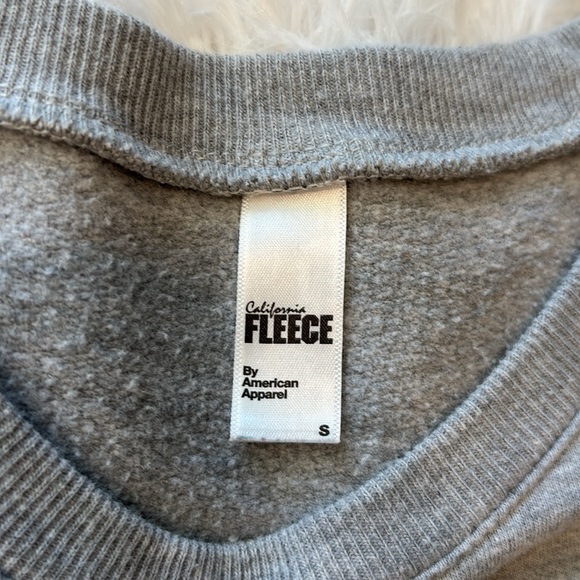 California
FLEECE
By
American
Apparel
S